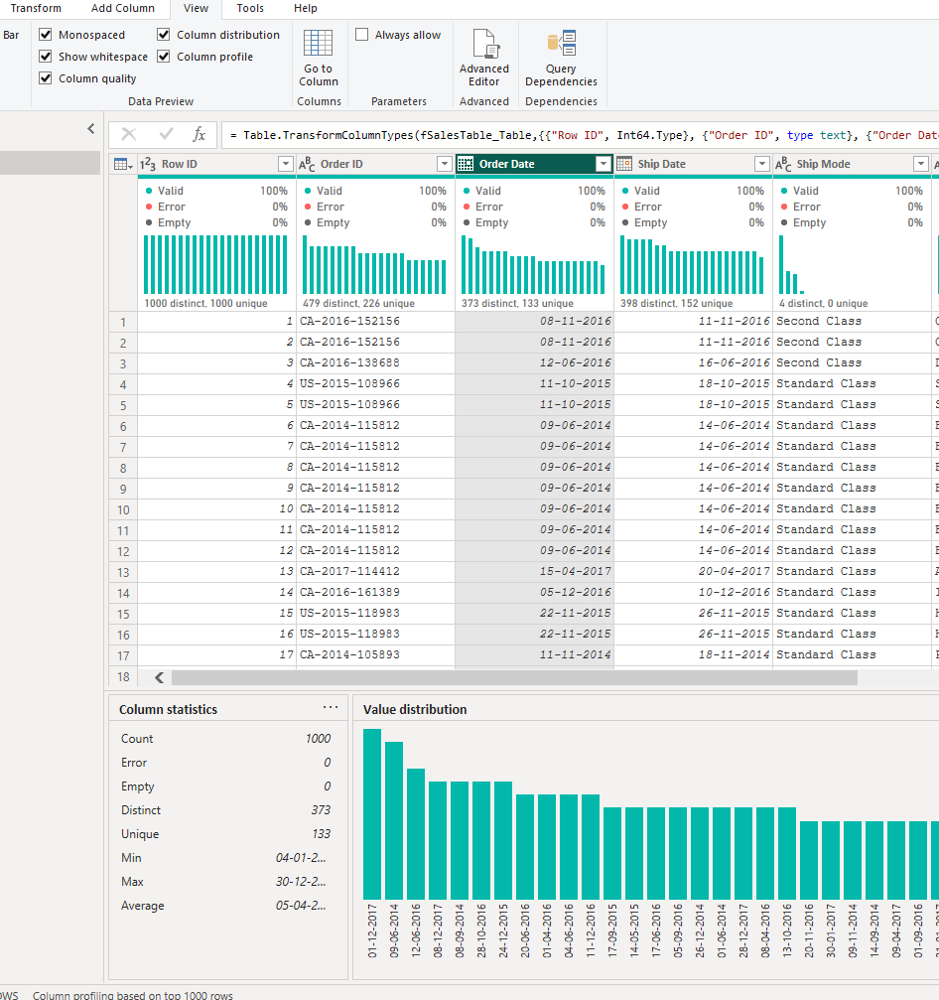 Transform Add Column View Tools Help
Bar Monospaced Column distribution Always allow
Show whitespace Column profile
Column quality
Go to Column Advanced Editor Query Dependencies
Data Preview Columns Parameters Advanced Dependencies
fx = Table.TransformColumnTypes(fSalesTable_Table,{{"Row ID", Int64.Type}, {"Order ID", type text}, {"Order Dat
1²3 Row ID ABC Order ID Order Date Ship Date ABC Ship Mode
Valid 100% Valid 100% Valid 100% Valid 100% Valid 100%
Error 0% Error 0% Error 0% Error 0% Error 0%
Empty 0% Empty 0% Empty 0% Empty 0% Empty 0%
1000 distinct, 1000 unique 479 distinct, 226 unique 373 distinct, 133 unique 398 distinct, 152 unique 4 distinct, 0 unique
1 1 CA-2016-152156 08-11-2016 11-11-2016 Second Class
2 2 CA-2016-152156 08-11-2016 11-11-2016 Second Class
3 3 CA-2016-138688 12-06-2016 16-06-2016 Second Class
4 4 US-2015-108966 11-10-2015 18-10-2015 Standard Class
5 5 US-2015-108966 11-10-2015 18-10-2015 Standard Class
6 6 CA-2014-115812 09-06-2014 14-06-2014 Standard Class
7 7 CA-2014-115812 09-06-2014 14-06-2014 Standard Class
8 8 CA-2014-115812 09-06-2014 14-06-2014 Standard Class
9 9 CA-2014-115812 09-06-2014 14-06-2014 Standard Class
10 10 CA-2014-115812 09-06-2014 14-06-2014 Standard Class
11 11 CA-2014-115812 09-06-2014 14-06-2014 Standard Class
12 12 CA-2014-115812 09-06-2014 14-06-2014 Standard Class
13 13 CA-2017-114412 15-04-2017 20-04-2017 Standard Class
14 14 CA-2016-161389 05-12-2016 10-12-2016 Standard Class
15 15 US-2015-118983 22-11-2015 26-11-2015 Standard Class
16 16 US-2015-118983 22-11-2015 26-11-2015 Standard Class
17 17 CA-2014-105893 11-11-2014 18-11-2014 Standard Class
18
Column statistics ... Value distribution
Count 1000
Error 0
Empty 0
Distinct 373
Unique 133
Min 04-01-2...
Max 30-12-2...
Average 05-04-2...
01-12-2017 09-06-2014 12-06-2016 08-12-2017 08-09-2014 28-10-2016 24-12-2015 20-06-2016 01-04-2016 04-06-2016 11-12-2016 17-09-2015 05-04-2015 17-06-2016 05-09-2016 26-12-2014 01-06-2014 28-12-2017 08-04-2016 13-10-2016 20-11-2017 30-01-2017 09-11-2014 14-09-2014 09-04-2017 01-09-2016
OWS Column profiling based on top 1000 rows